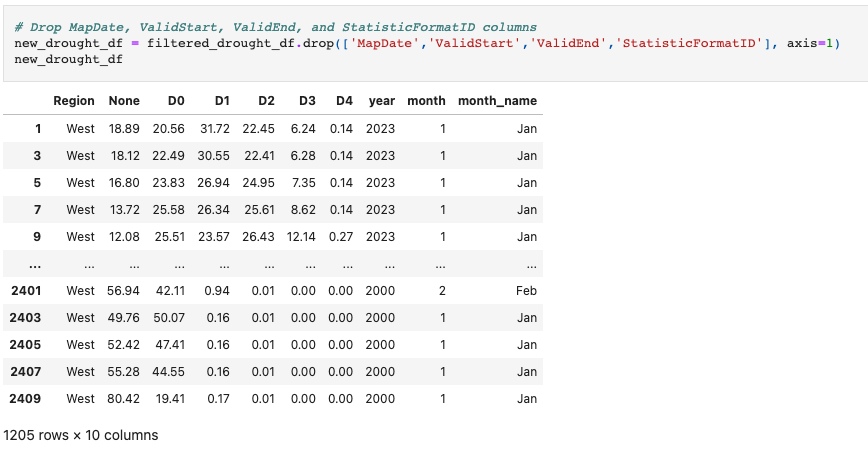 # Drop MapDate, ValidStart, ValidEnd, and StatisticFormatID columns
new_drought_df = filtered_drought_df.drop(['MapDate','ValidStart','ValidEnd','StatisticFormatID'], axis=1)
new_drought_df
Region None D0 D1 D2 D3 D4 year month month_name
1 West 18.89 20.56 31.72 22.45 6.24 0.14 2023 1 Jan
3 West 18.12 22.49 30.55 22.41 6.28 0.14 2023 1 Jan
5 West 16.80 23.83 26.94 24.95 7.35 0.14 2023 1 Jan
7 West 13.72 25.58 26.34 25.61 8.62 0.14 2023 1 Jan
9 West 12.08 25.51 23.57 26.43 12.14 0.27 2023 1 Jan
... ... ... ... ... ... ... ... ... ... ...
2401 West 56.94 42.11 0.94 0.01 0.00 0.00 2000 2 Feb
2403 West 49.76 50.07 0.16 0.01 0.00 0.00 2000 1 Jan
2405 West 52.42 47.41 0.16 0.01 0.00 0.00 2000 1 Jan
2407 West 55.28 44.55 0.16 0.01 0.00 0.00 2000 1 Jan
2409 West 80.42 19.41 0.17 0.01 0.00 0.00 2000 1 Jan
1205 rows × 10 columns